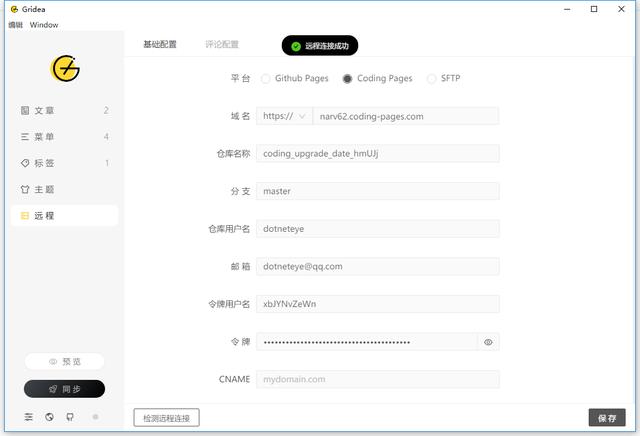 Gridea
编辑 Window
基础配置 评论配置
远程连接成功
平台 Github Pages Coding Pages SFTP
文章 2
域名 https:// narv62.coding-pages.com
菜单 4
仓库名称 coding_upgrade_date_hmUJj
标签 1
主题
分支 master
远程
仓库用户名 dotneteye
邮箱 dotneteye@qq.com
令牌用户名 xbJYNvZeWn
令牌 ••••••••••••••••••••••••••••••••••••••••
预览
CNAME mydomain.com
同步
检测远程连接
保存